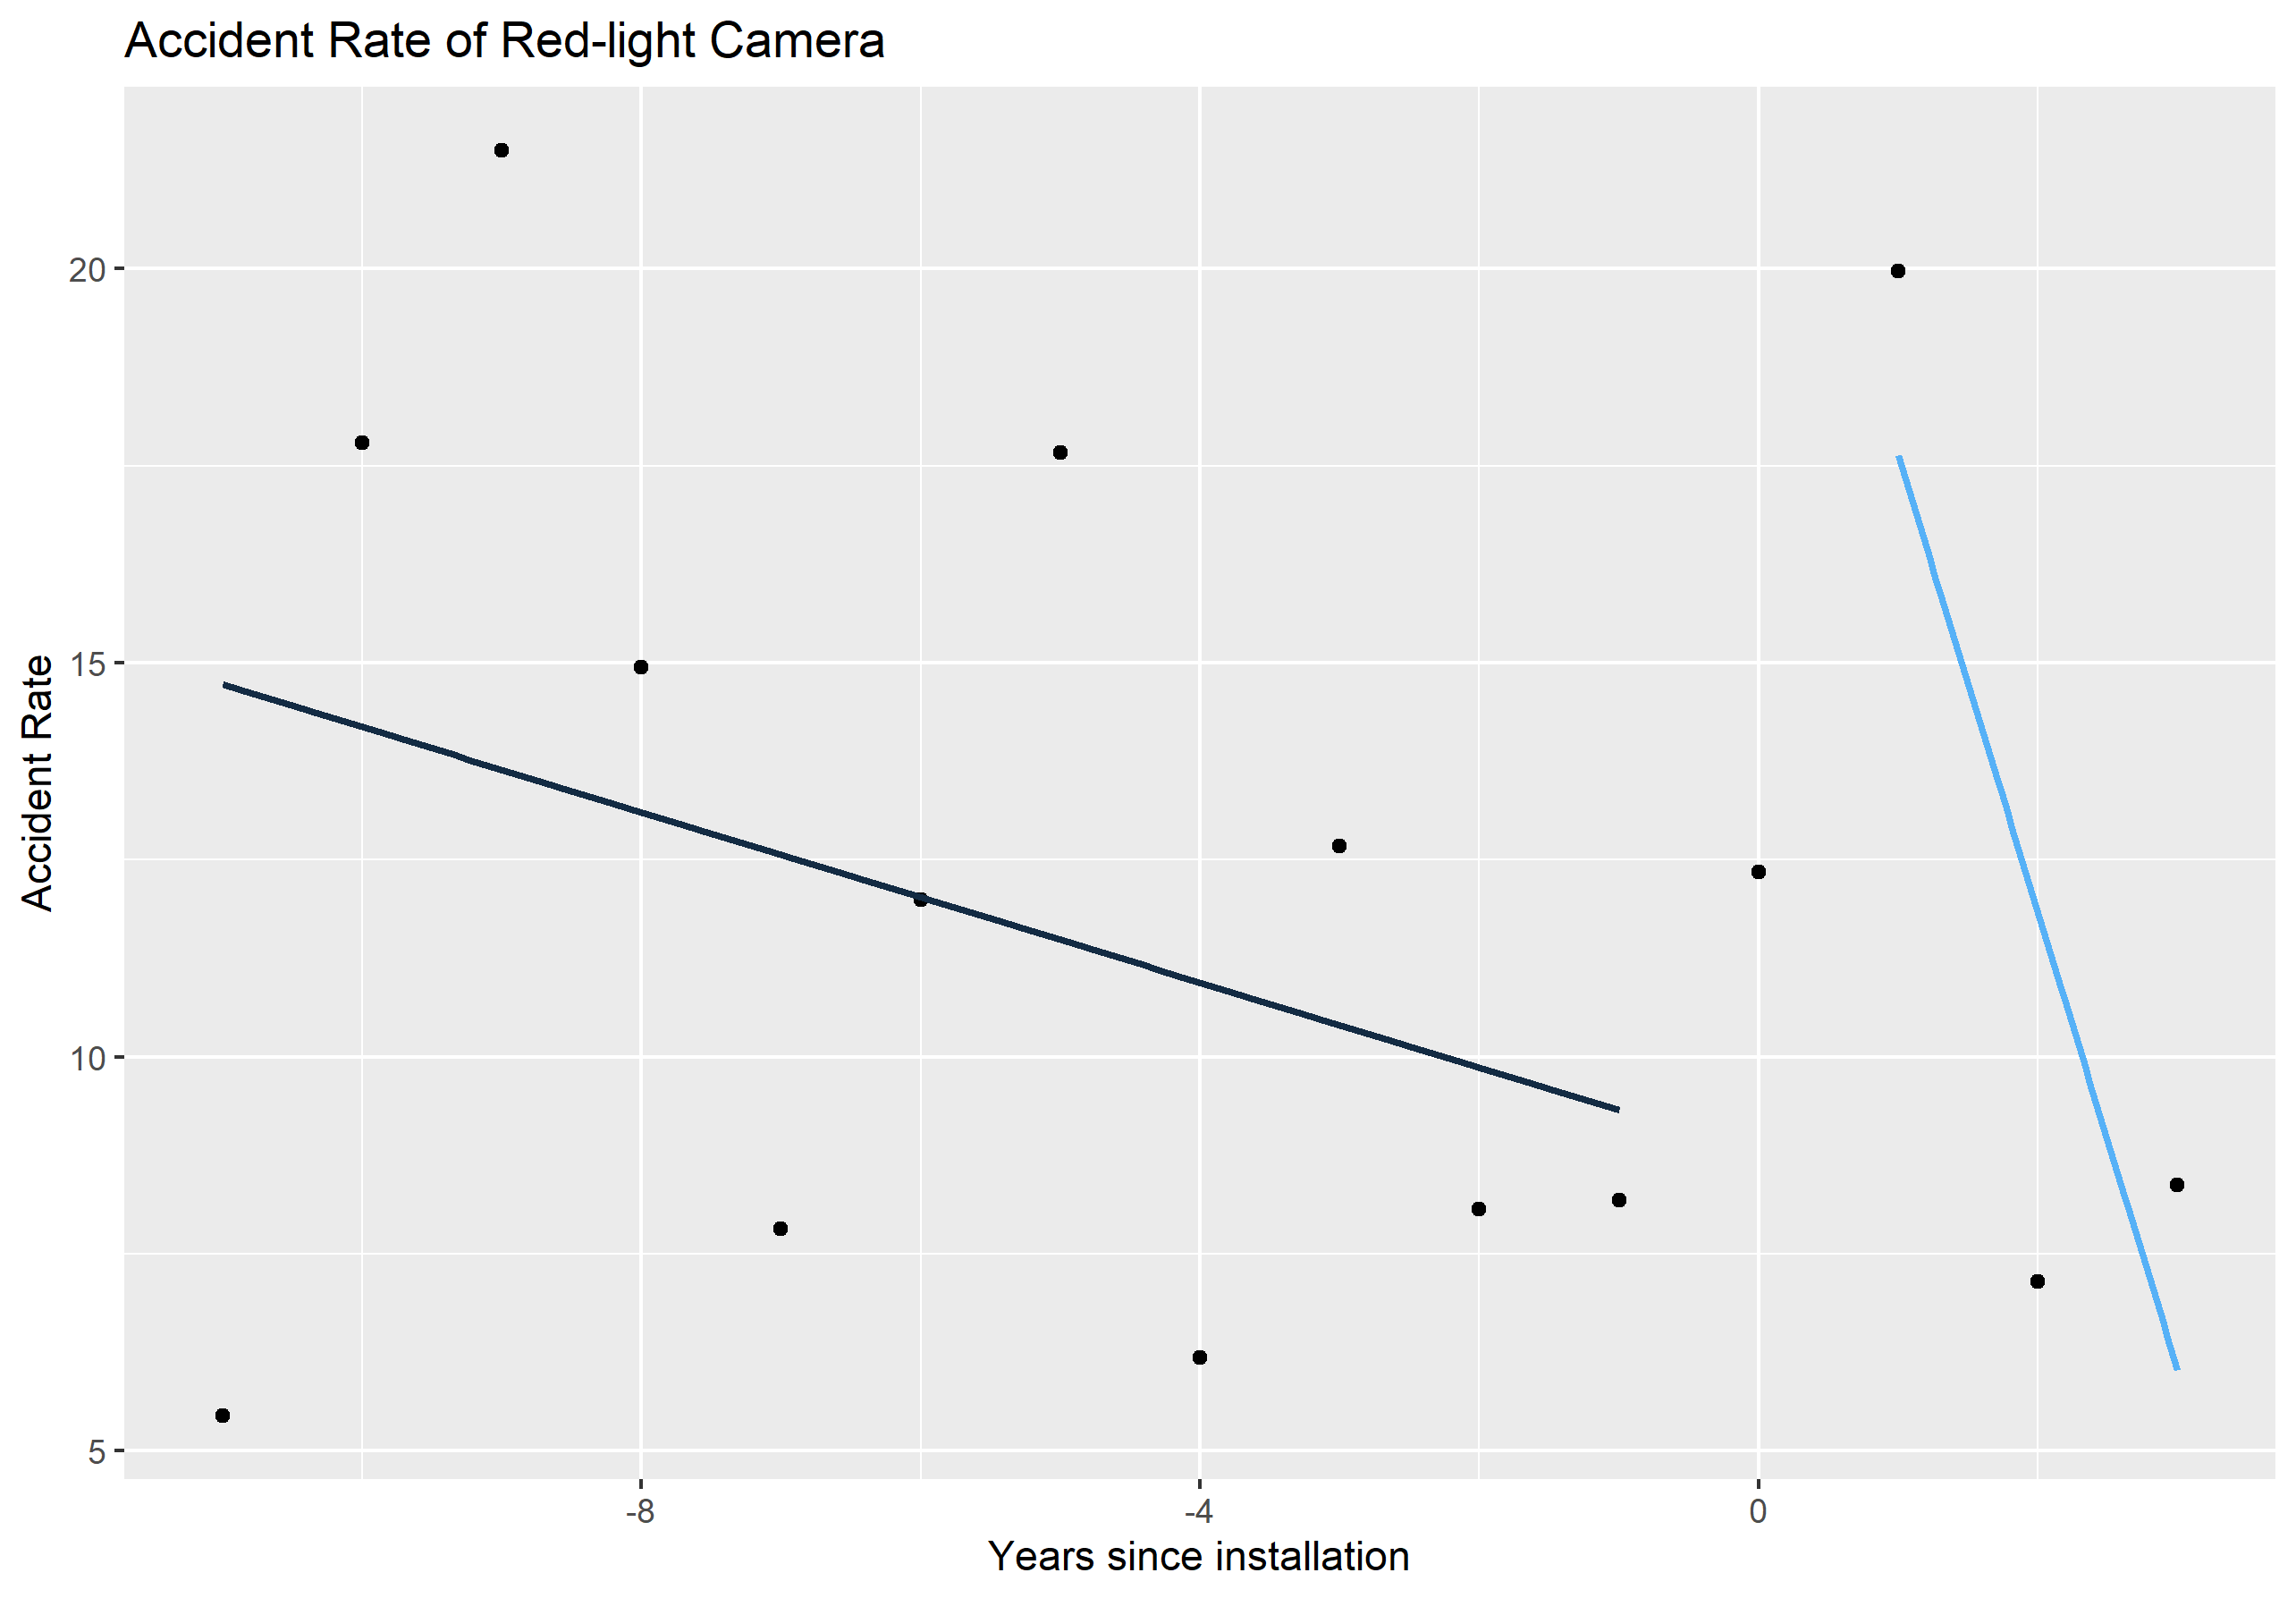 Accident Rate of Red-light Camera
Accident Rate
20
15
10
5
-8
-4
0
Years since installation